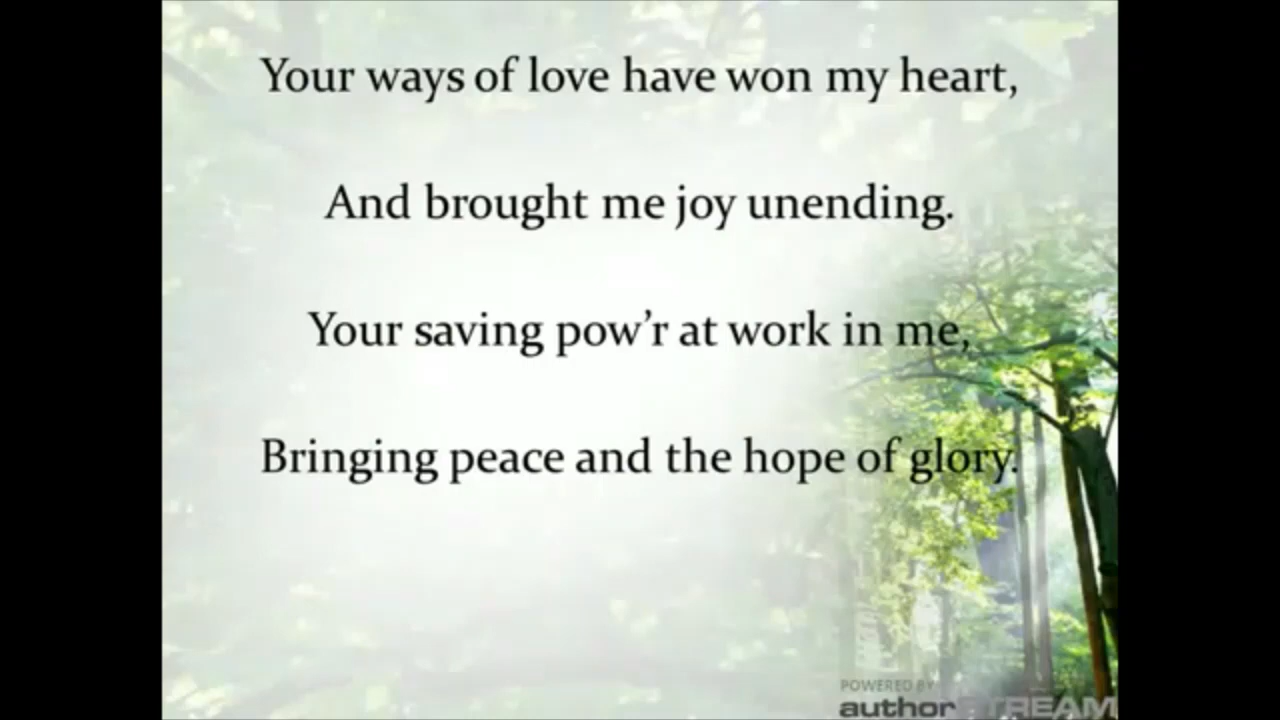 Your ways of love have won my heart,
And brought me joy unending.
Your saving pow’r at work in me,
Bringing peace and the hope of glory.
POWERED BY
authorSTREAM